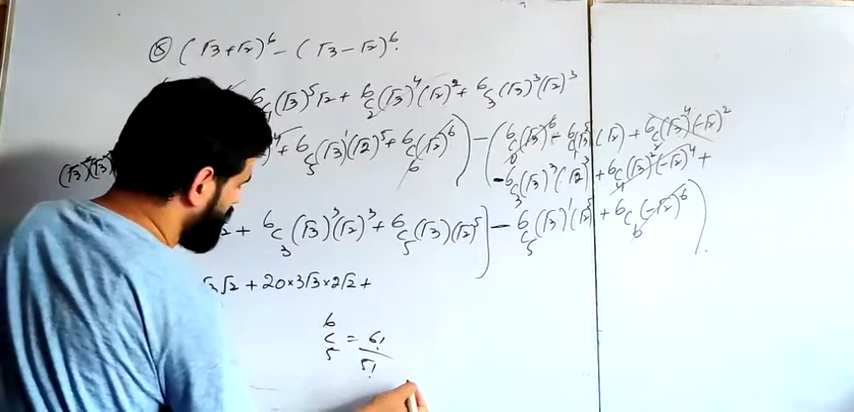 ⑧ (√3+√2)^6 − (√3−√2)^6.
6C1(√3)^5√2 + 6C2(√3)^4(√2)^2 + 6C3(√3)^3(√2)^3
+ 6C5(√3)^1(√2)^5 + 6C6(√2)^6) − (6C0(√3)^6 − 6C1(√3)^5(√2) + 6C2(√3)^4(−√2)^2
−6C3(√3)^3(√2)^3 + 6C4(√3)^2(−√2)^4 +
+ 6C3(√3)^3(√2)^3 + 6C5(√3)(√2)^5] − 6C5(√3)^1(√2)^5 + 6C6(−√2)^6)
√2 + 20×3√3×2√2 +
6C5 = 6!/5!